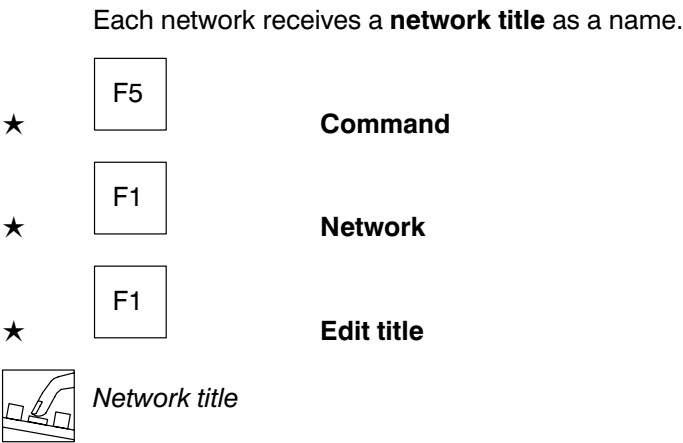 Each network receives a network title as a name.
F5
★ Command
F1
★ Network
F1
★ Edit title
Network title